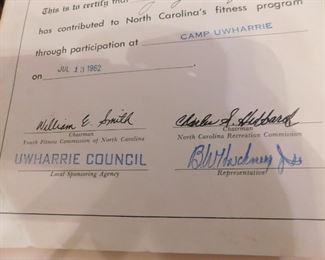 This is to certify that
has contributed to North Carolina's fitness program
through participation at CAMP UWHARRIE
on JUL 13 1962
William E. Smith
Chairman
Youth Fitness Commission of North Carolina
Charles S. Hubbard
Chairman
North Carolina Recreation Commission
UWHARRIE COUNCIL
Local Sponsoring Agency
Representative